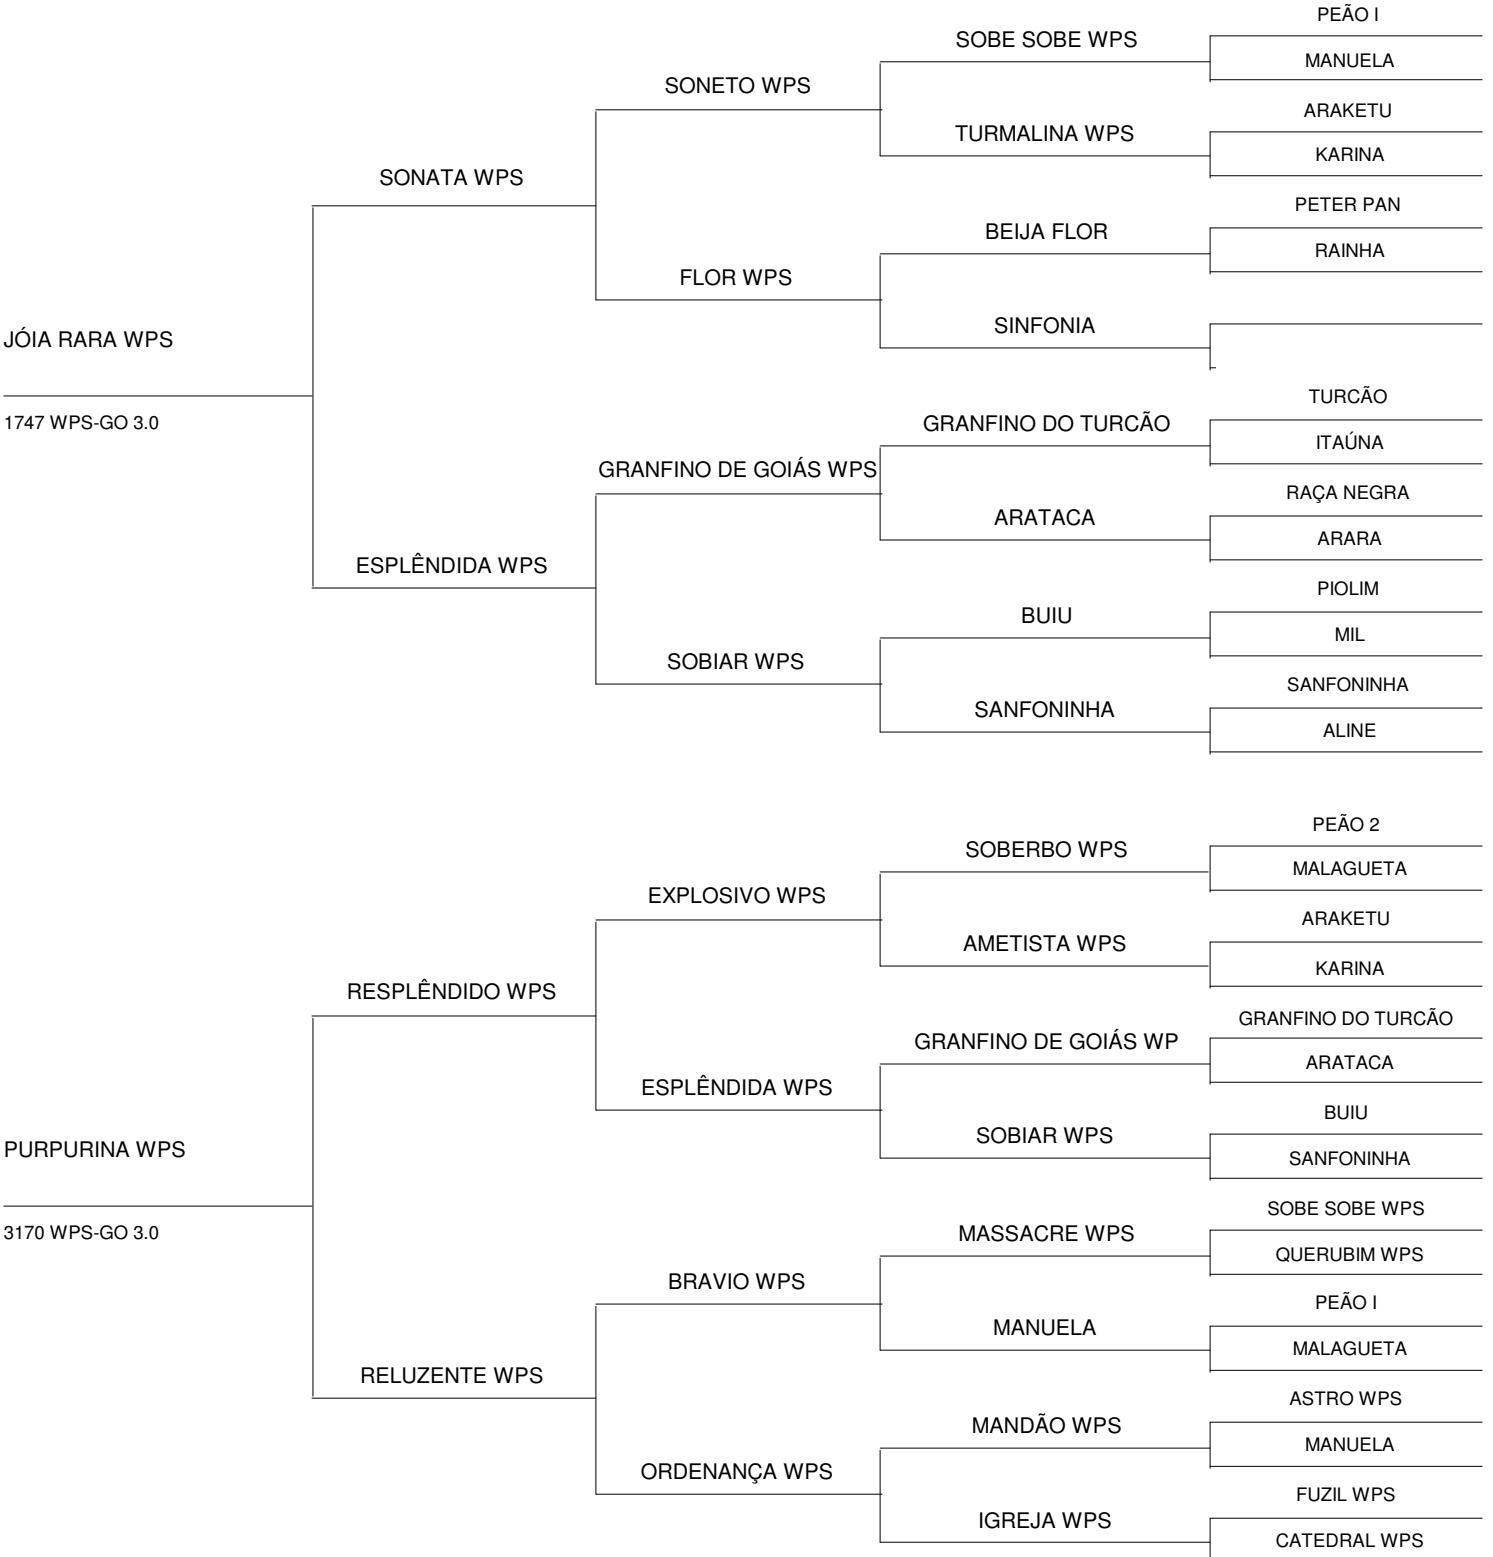 PEÃO I
SOBE SOBE WPS
MANUELA
SONETO WPS
ARAKETU
TURMALINA WPS
KARINA
SONATA WPS
PETER PAN
BEIJA FLOR
RAINHA
FLOR WPS
SINFONIA
JÓIA RARA WPS
TURCÃO
1747 WPS-GO 3.0
GRANFINO DO TURCÃO
ITAÚNA
GRANFINO DE GOIÁS WPS
RAÇA NEGRA
ARATACA
ARARA
ESPLÊNDIDA WPS
PIOLIM
BUIU
MIL
SOBIAR WPS
SANFONINHA
SANFONINHA
ALINE
PEÃO 2
SOBERBO WPS
MALAGUETA
EXPLOSIVO WPS
ARAKETU
AMETISTA WPS
KARINA
RESPLÊNDIDO WPS
GRANFINO DO TURCÃO
GRANFINO DE GOIÁS WP
ARATACA
ESPLÊNDIDA WPS
BUIU
SOBIAR WPS
PURPURINA WPS
SANFONINHA
SOBE SOBE WPS
3170 WPS-GO 3.0
MASSACRE WPS
QUERUBIM WPS
BRAVIO WPS
PEÃO I
MANUELA
MALAGUETA
RELUZENTE WPS
ASTRO WPS
MANDÃO WPS
MANUELA
ORDENANÇA WPS
FUZIL WPS
IGREJA WPS
CATEDRAL WPS